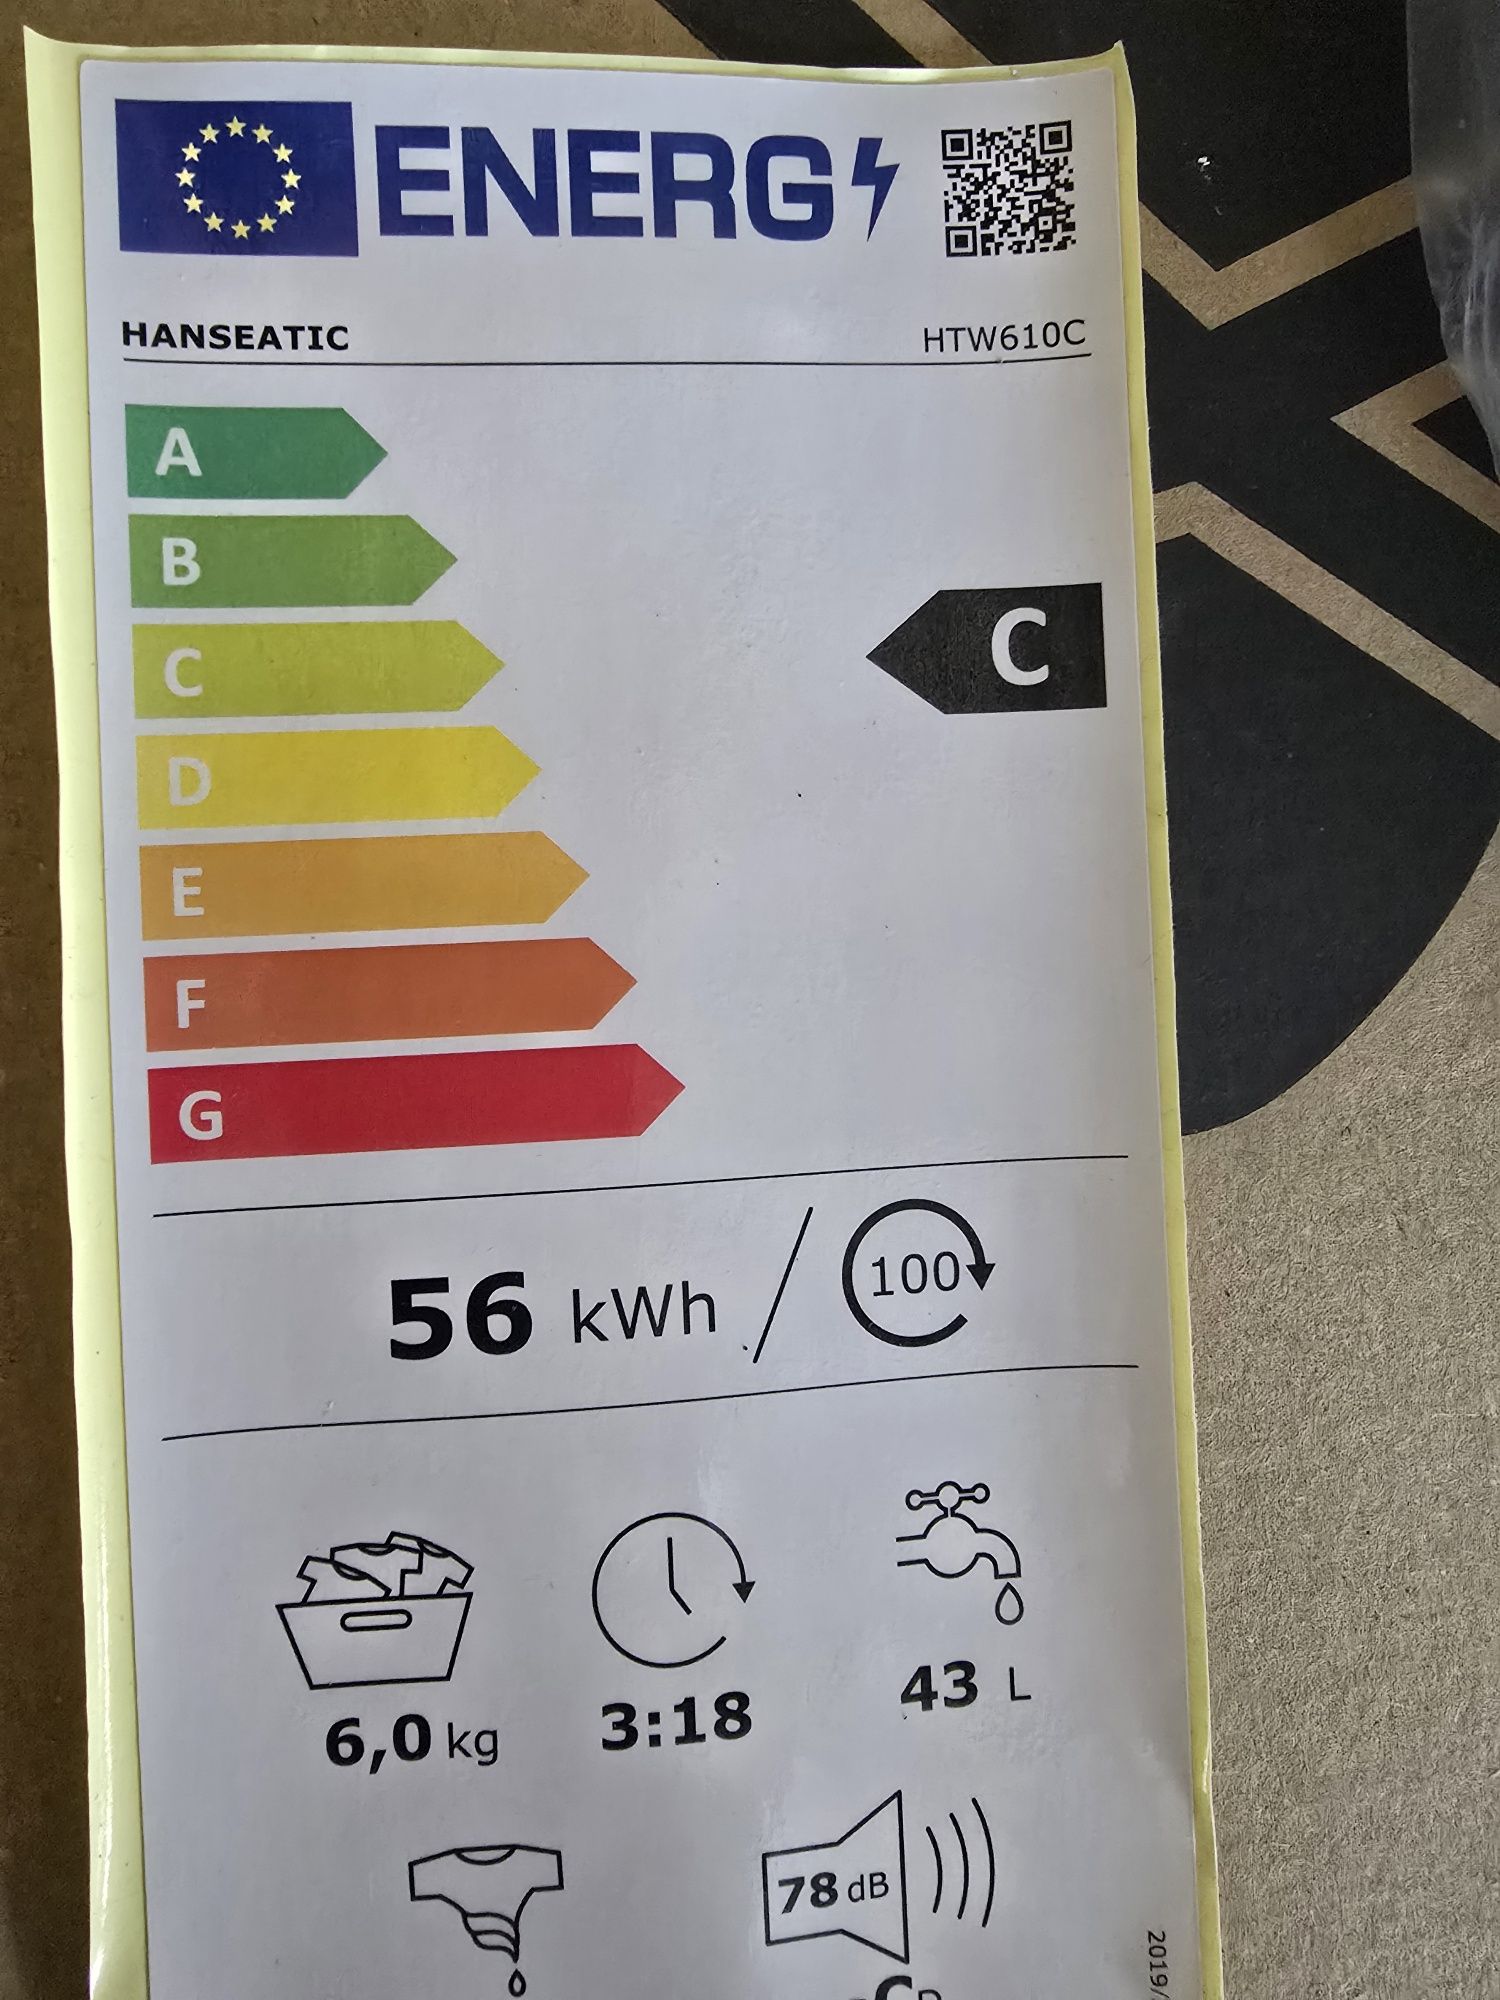 ENERG
HANSEATIC HTW610C
A
B
C
C
D
E
F
G
56 kWh / 100
6,0 kg
3:18
43 L
78 dB
2019/